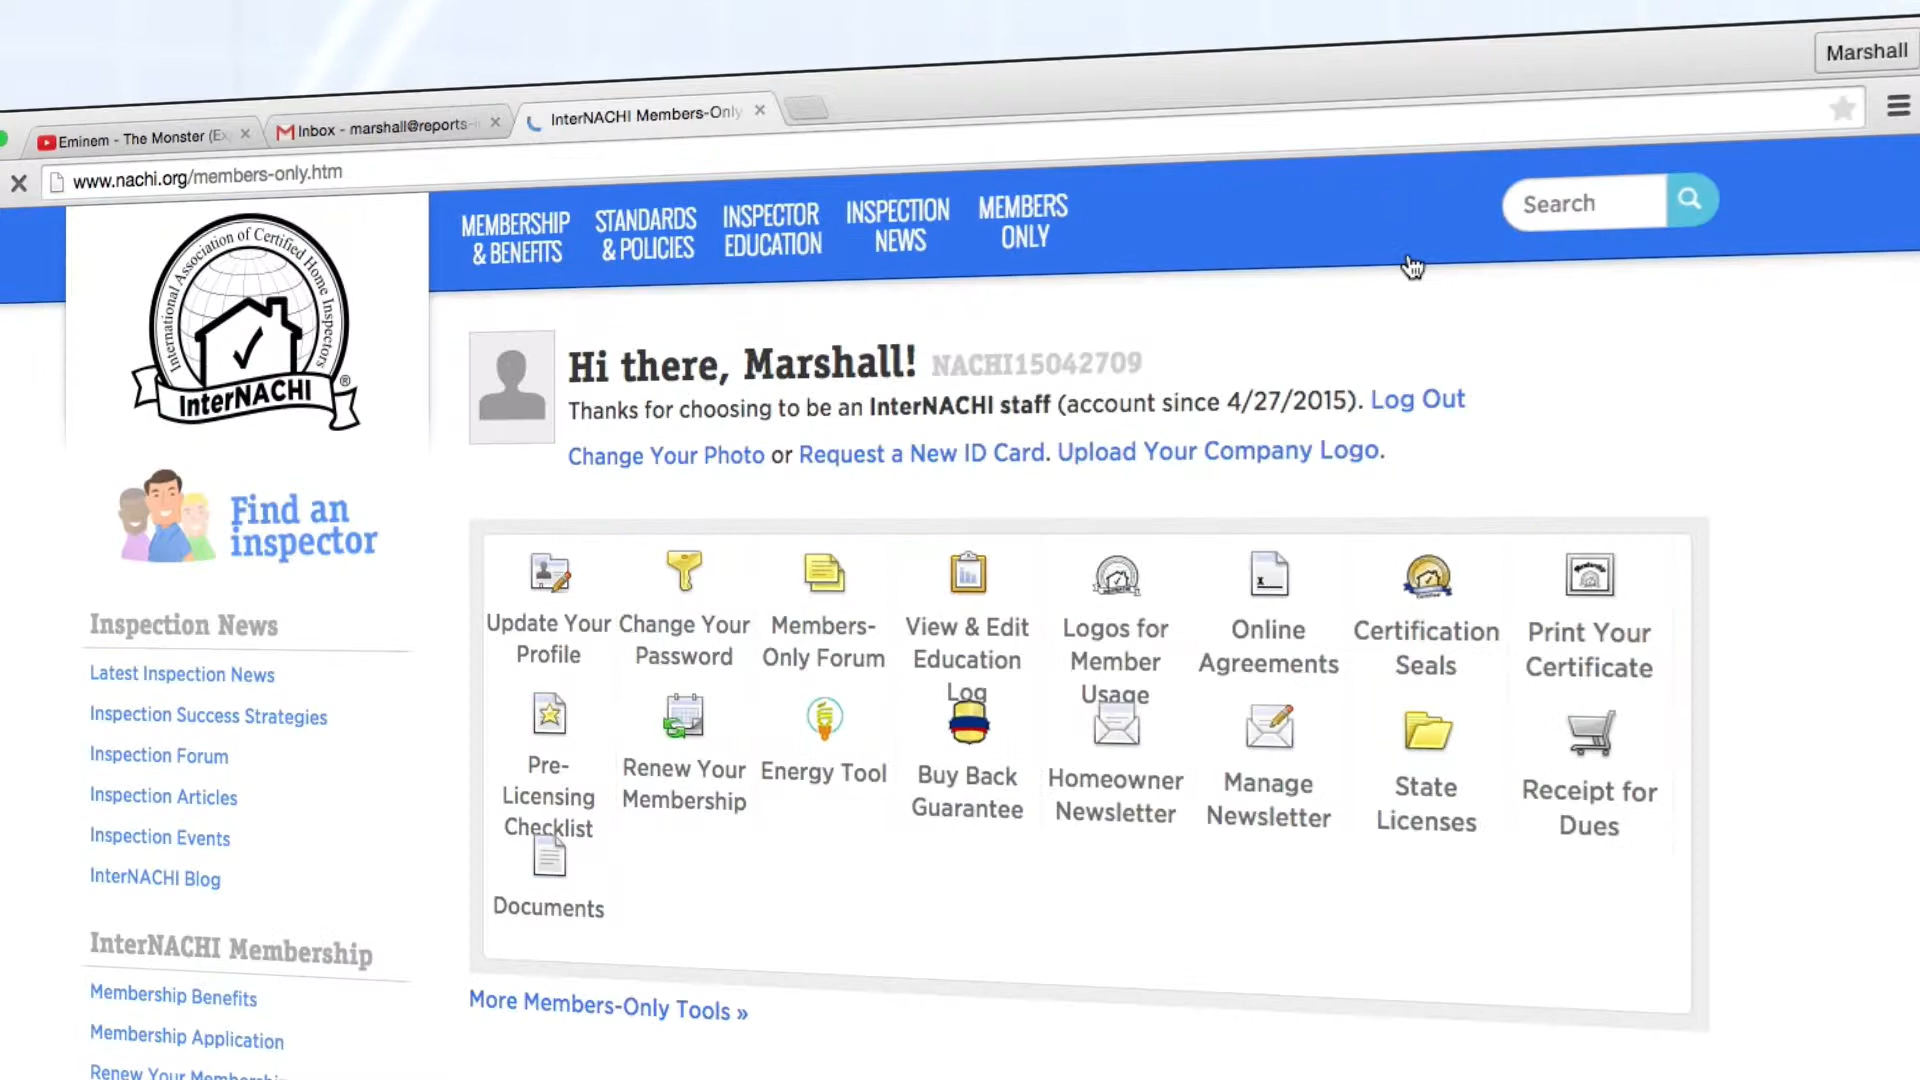 Marshall
Eminem - The Monster (Ex
Inbox - marshall@reports-
InterNACHI Members-Only
www.nachi.org/members-only.htm
MEMBERSHIP
& BENEFITS
STANDARDS
& POLICIES
INSPECTOR
EDUCATION
INSPECTION
NEWS
MEMBERS
ONLY
Search
International Association of Certified Home Inspectors
InterNACHI®
Hi there, Marshall! NACHI15042709
Thanks for choosing to be an InterNACHI staff (account since 4/27/2015). Log Out
Change Your Photo or Request a New ID Card. Upload Your Company Logo.
Find an
inspector
Inspection News
Latest Inspection News
Inspection Success Strategies
Inspection Forum
Inspection Articles
Inspection Events
InterNACHI Blog
InterNACHI Membership
Membership Benefits
Membership Application
Renew Your Membership
Update Your
Profile
Change Your
Password
Members-
Only Forum
View & Edit
Education
Log
Logos for
Member
Usage
Online
Agreements
Certification
Seals
Print Your
Certificate
Pre-
Licensing
Checklist
Renew Your
Membership
Energy Tool
Buy Back
Guarantee
Homeowner
Newsletter
Manage
Newsletter
State
Licenses
Receipt for
Dues
Documents
More Members-Only Tools »